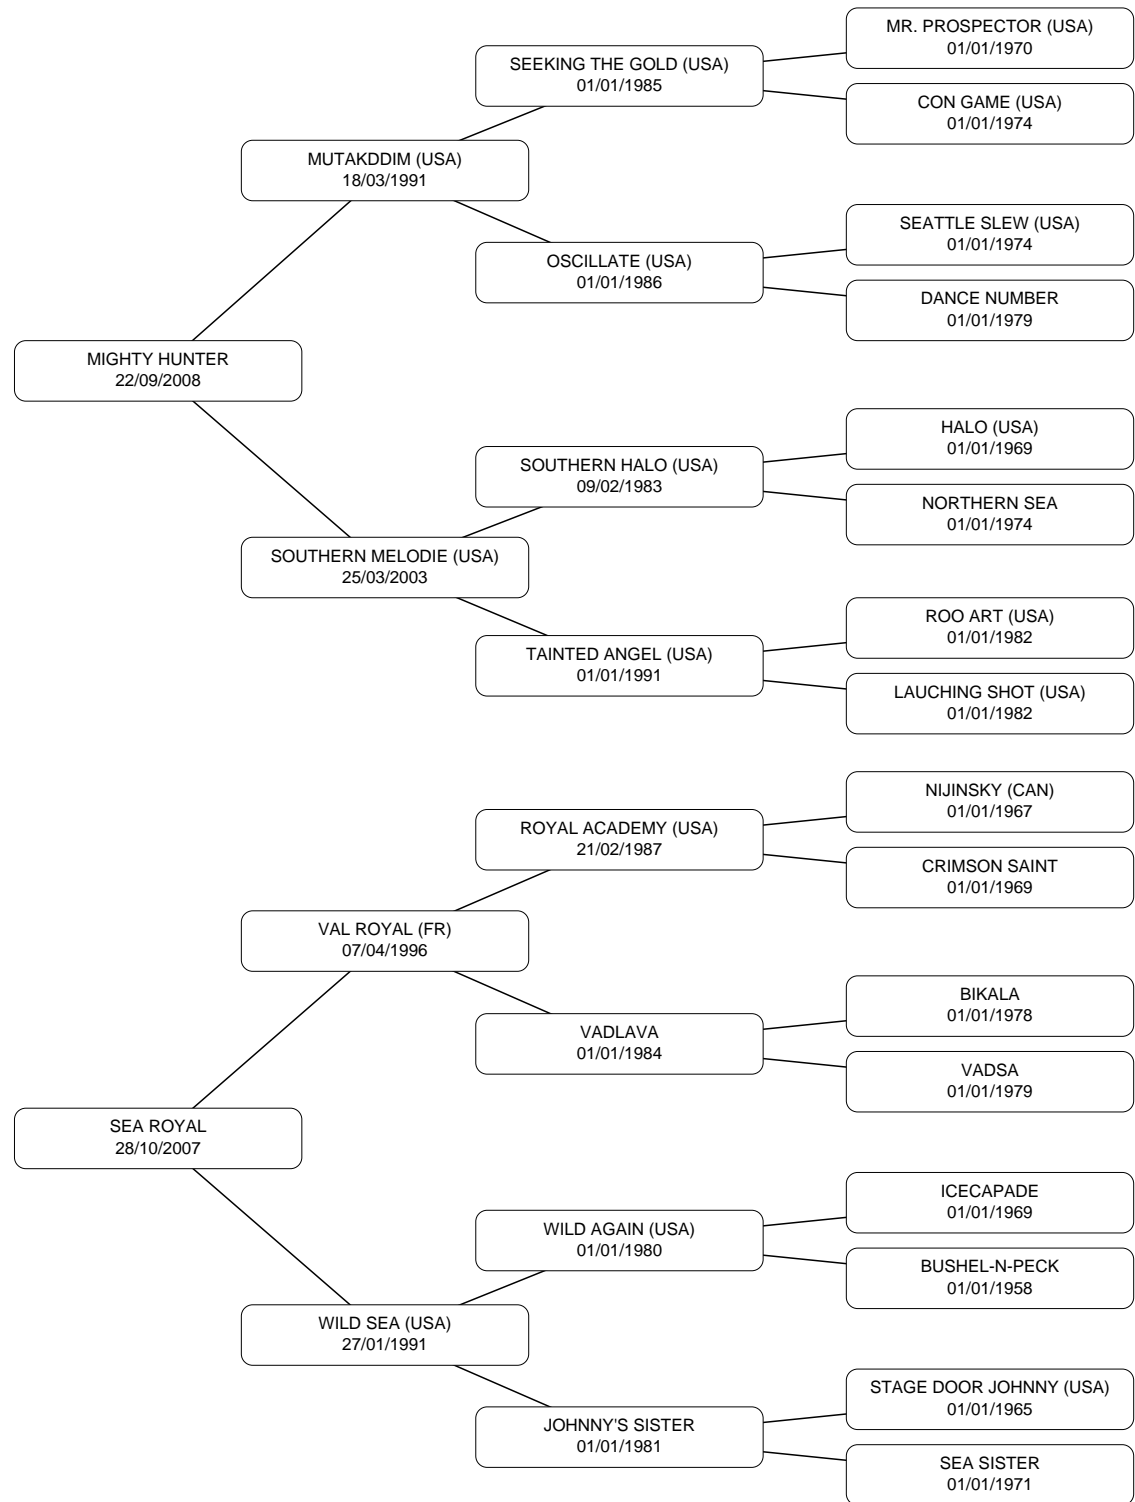 MR. PROSPECTOR (USA)
01/01/1970
SEEKING THE GOLD (USA)
01/01/1985
CON GAME (USA)
01/01/1974
MUTAKDDIM (USA)
18/03/1991
SEATTLE SLEW (USA)
01/01/1974
OSCILLATE (USA)
01/01/1986
DANCE NUMBER
01/01/1979
MIGHTY HUNTER
22/09/2008
HALO (USA)
01/01/1969
SOUTHERN HALO (USA)
09/02/1983
NORTHERN SEA
01/01/1974
SOUTHERN MELODIE (USA)
25/03/2003
ROO ART (USA)
01/01/1982
TAINTED ANGEL (USA)
01/01/1991
LAUCHING SHOT (USA)
01/01/1982
NIJINSKY (CAN)
01/01/1967
ROYAL ACADEMY (USA)
21/02/1987
CRIMSON SAINT
01/01/1969
VAL ROYAL (FR)
07/04/1996
BIKALA
01/01/1978
VADLAVA
01/01/1984
VADSA
01/01/1979
SEA ROYAL
28/10/2007
ICECAPADE
01/01/1969
WILD AGAIN (USA)
01/01/1980
BUSHEL-N-PECK
01/01/1958
WILD SEA (USA)
27/01/1991
STAGE DOOR JOHNNY (USA)
01/01/1965
JOHNNY'S SISTER
01/01/1981
SEA SISTER
01/01/1971